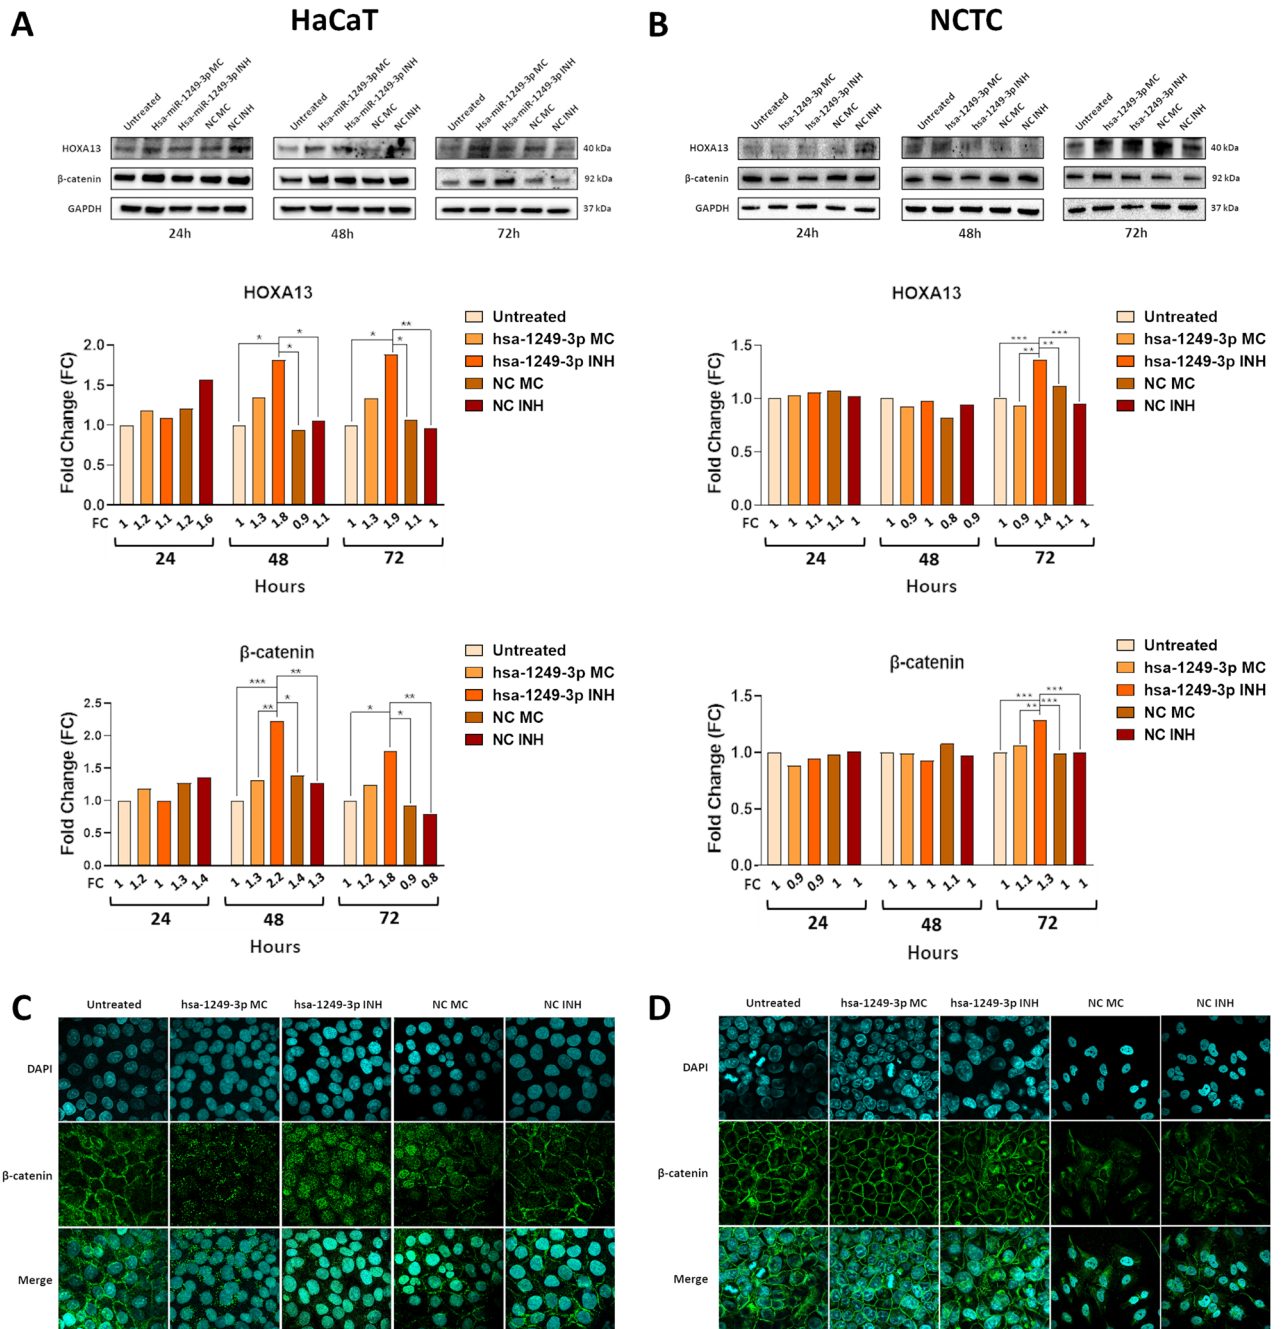 A
HaCaT
Untreated
Hsa-miR-1249-3p MC
Hsa-miR-1249-3p INH
NC MC
NC INH
Untreated
Hsa-miR-1249-3p MC
Hsa-miR-1249-3p INH
NC MC
NC INH
Untreated
Hsa-miR-1249-3p MC
Hsa-miR-1249-3p INH
NC MC
NC INH
HOXA13
40 kDa
β-catenin
92 kDa
GAPDH
37 kDa
24h
48h
72h
HOXA13
Fold Change (FC)
2.0
1.5
1.0
0.5
0.0
* * *
* * **
Untreated
hsa-1249-3p MC
hsa-1249-3p INH
NC MC
NC INH
FC 1 1.2 1.1 1.2 1.6 1 1.3 1.8 0.9 1.1 1 1.3 1.9 1.1 1
24 48 72
Hours
β-catenin
Fold Change (FC)
2.5
2.0
1.5
1.0
0.5
0.0
*** ** * **
* * **
Untreated
hsa-1249-3p MC
hsa-1249-3p INH
NC MC
NC INH
FC 1 1.2 1 1.3 1.4 1 1.3 2.2 1.4 1.3 1 1.2 1.8 0.9 0.8
24 48 72
Hours
B
NCTC
Untreated
hsa-1249-3p MC
hsa-1249-3p INH
NC MC
NC INH
Untreated
hsa-1249-3p MC
hsa-1249-3p INH
NC MC
NC INH
Untreated
hsa-1249-3p MC
hsa-1249-3p INH
NC MC
NC INH
HOXA13
40 kDa
β-catenin
92 kDa
GAPDH
37 kDa
24h
48h
72h
HOXA13
Fold Change (FC)
1.5
1.0
0.5
0.0
*** ** ** ***
Untreated
hsa-1249-3p MC
hsa-1249-3p INH
NC MC
NC INH
FC 1 1 1.1 1.1 1 1 0.9 1 0.8 0.9 1 0.9 1.4 1.1 1
24 48 72
Hours
β-catenin
Fold Change (FC)
1.5
1.0
0.5
0.0
*** ** *** ***
Untreated
hsa-1249-3p MC
hsa-1249-3p INH
NC MC
NC INH
FC 1 0.9 0.9 1 1 1 1 1 1.1 1 1 1.1 1.3 1 1
24 48 72
Hours
C
Untreated hsa-1249-3p MC hsa-1249-3p INH NC MC NC INH
DAPI
β-catenin
Merge
D
Untreated hsa-1249-3p MC hsa-1249-3p INH NC MC NC INH
DAPI
β-catenin
Merge